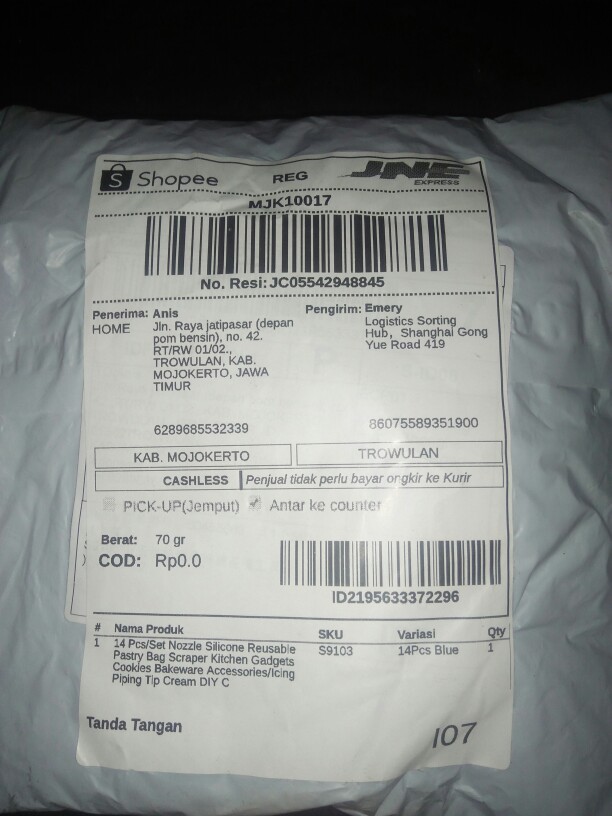 S Shopee REG JNE EXPRESS
MJK10017
No. Resi: JC05542948845
Penerima: Anis
HOME
Jln. Raya jatipasar (depan
pom bensin), no. 42.
RT/RW 01/02.,
TROWULAN, KAB.
MOJOKERTO, JAWA
TIMUR
6289685532339
Pengirim: Emery
Logistics Sorting
Hub, Shanghai Gong
Yue Road 419
86075589351900
KAB. MOJOKERTO TROWULAN
CASHLESS Penjual tidak perlu bayar ongkir ke Kurir
PICK-UP(Jemput) Antar ke counter
Berat: 70 gr
COD: Rp0.0
ID2195633372296
# Nama Produk SKU Variasi Qty
1 14 Pcs/Set Nozzle Silicone Reusable S9103 14Pcs Blue 1
Pastry Bag Scraper Kitchen Gadgets
Cookies Bakeware Accessories/Icing
Piping Tip Cream DIY C
Tanda Tangan
107